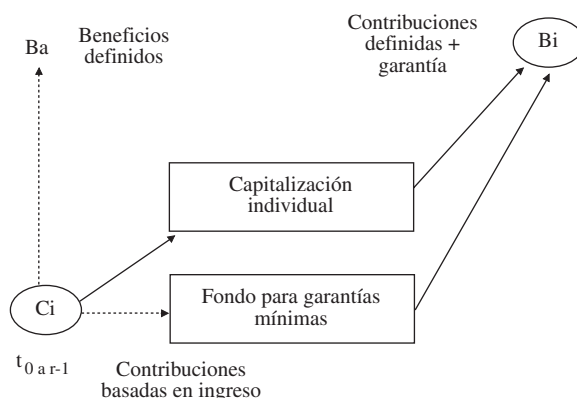 Ba
Beneficios
definidos
Contribuciones
definidas +
garantía
Bi
Capitalización
individual
Ci
Fondo para garantías
mínimas
t0 a r-1
Contribuciones
basadas en ingreso